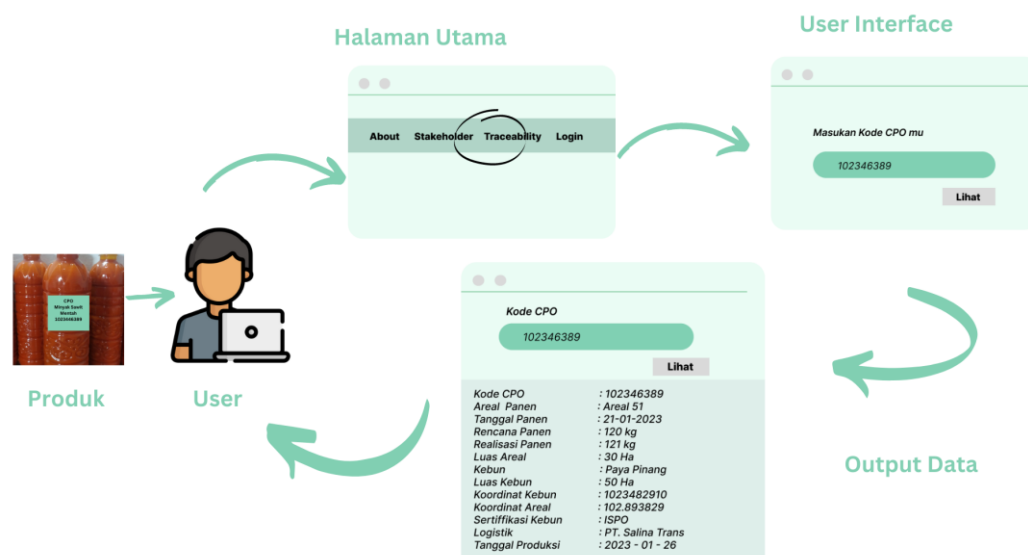 Halaman Utama
User Interface
About Stakeholder Traceability Login
Masukan Kode CPO mu
102346389
Lihat
CPO
Minyak Sawit
Mentah
Produk
User
Kode CPO
102346389
Lihat
Kode CPO : 102346389
Areal Panen : Areal 51
Tanggal Panen : 21-01-2023
Rencana Panen : 120 kg
Realisasi Panen : 121 kg
Luas Areal : 30 Ha
Kebun : Paya Pinang
Luas Kebun : 50 Ha
Koordinat Kebun : 1023482910
Koordinat Areal : 102.893829
Sertiffikasi Kebun : ISPO
Logistik : PT. Salina Trans
Tanggal Produksi : 2023 - 01 - 26
Output Data